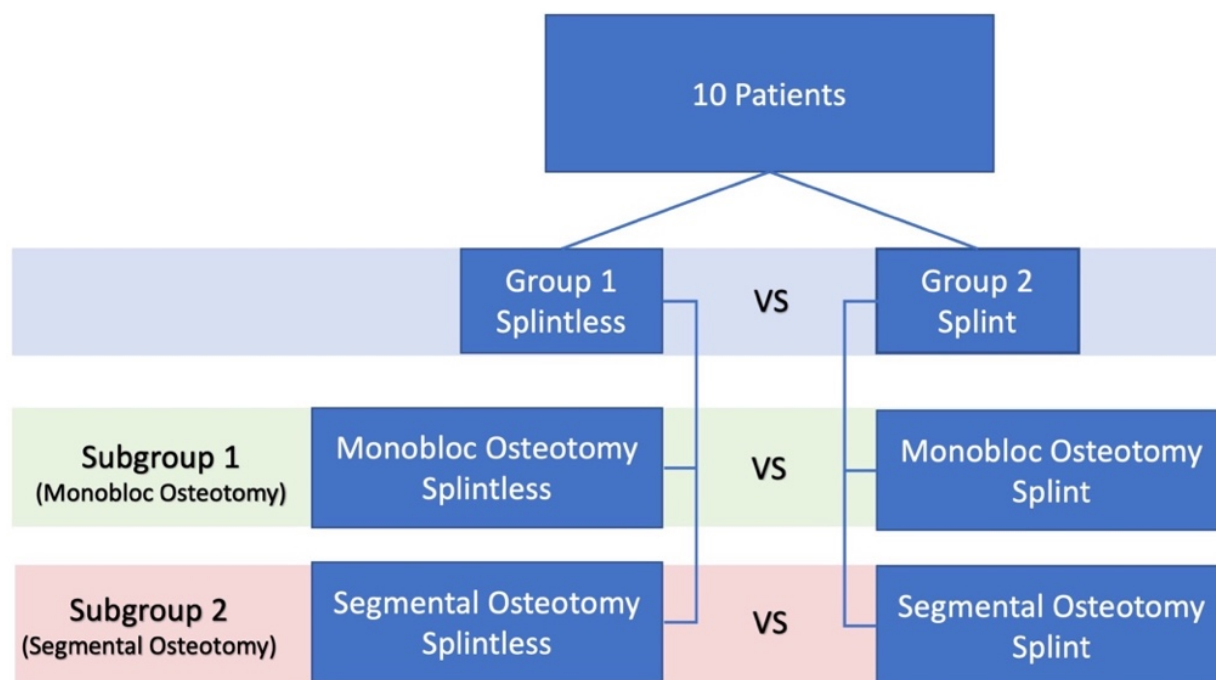 10 Patients
Group 1
Splintless
VS
Group 2
Splint
Subgroup 1
(Monobloc Osteotomy)
Monobloc Osteotomy
Splintless
VS
Monobloc Osteotomy
Splint
Subgroup 2
(Segmental Osteotomy)
Segmental Osteotomy
Splintless
VS
Segmental Osteotomy
Splint